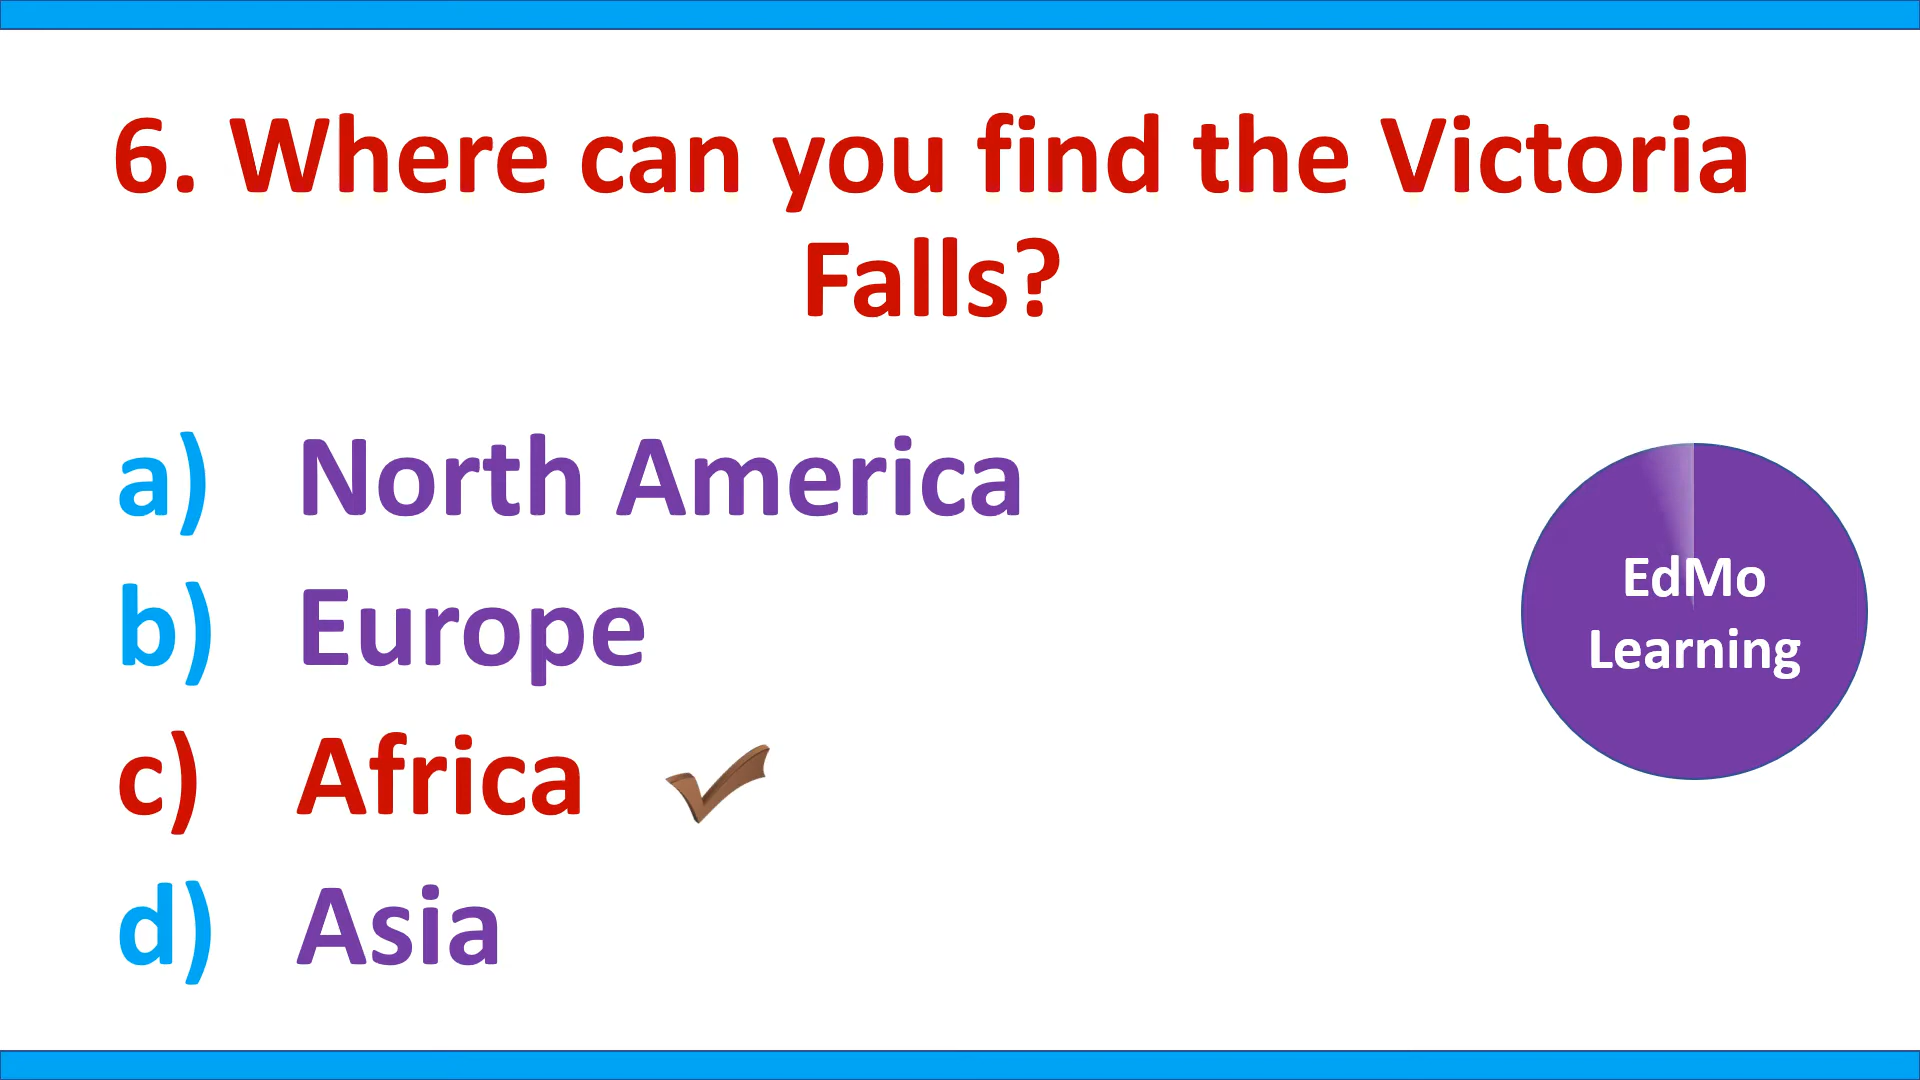 6. Where can you find the Victoria
Falls?
a) North America
b) Europe
c) Africa
d) Asia
EdMo
Learning